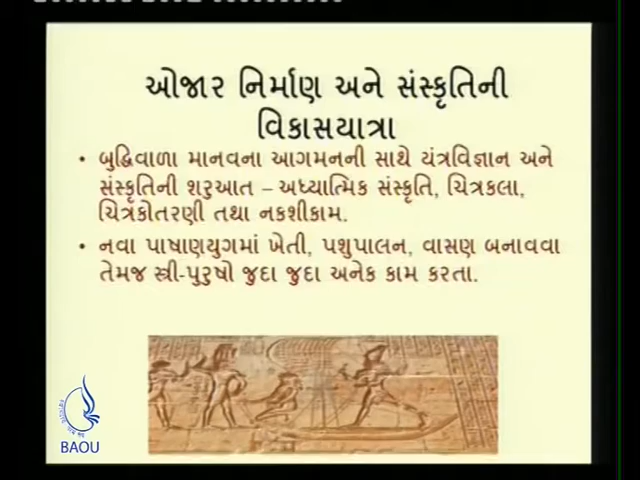 ઓજાર નિર્માણ અને સંસ્કૃતિની
વિકાસયાત્રા
• બુદ્ધિવાળા માનવના આગમનની સાથે યંત્રવિજ્ઞાન અને
સંસ્કૃતિની શરુઆત – અધ્યાત્મિક સંસ્કૃતિ, ચિત્રકલા,
ચિત્રકોતરણી તથા નકશીકામ.
• નવા પાષાણયુગમાં ખેતી, પશુપાલન, વાસણ બનાવવા
તેમજ સ્ત્રી-પુરુષો જુદા જુદા અનેક કામ કરતા.
BAOU